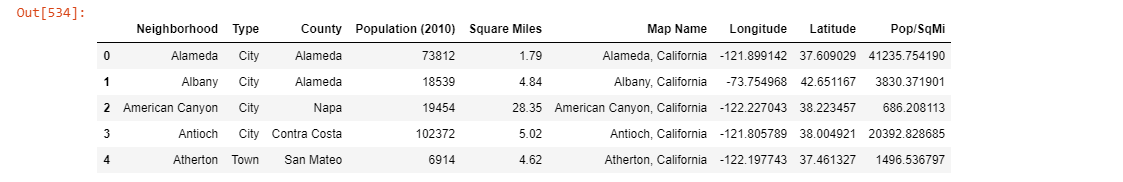 Out[534]:
Neighborhood Type County Population (2010) Square Miles Map Name Longitude Latitude Pop/SqMi
0 Alameda City Alameda 73812 1.79 Alameda, California -121.899142 37.609029 41235.754190
1 Albany City Alameda 18539 4.84 Albany, California -73.754968 42.651167 3830.371901
2 American Canyon City Napa 19454 28.35 American Canyon, California -122.227043 38.223457 686.208113
3 Antioch City Contra Costa 102372 5.02 Antioch, California -121.805789 38.004921 20392.828685
4 Atherton Town San Mateo 6914 4.62 Atherton, California -122.197743 37.461327 1496.536797